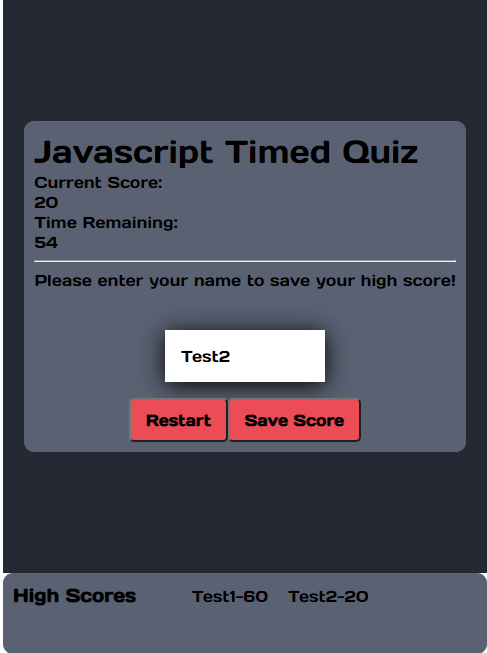 Javascript Timed Quiz
Current Score:
20
Time Remaining:
54
Please enter your name to save your high score!
Test2
Restart Save Score
High Scores Test1-60 Test2-20